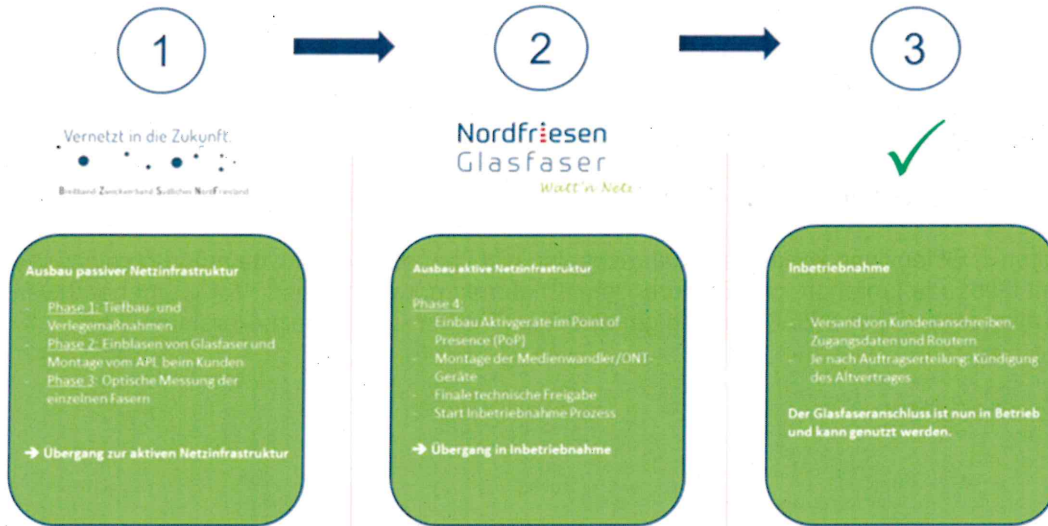 1
2
3
Vernetzt in die Zukunft.
Breitband Zweckverband Südliches NordFriesland
Nordfriesen
Glasfaser
Watt'n Netz
Ausbau passiver Netzinfrastruktur
- Phase 1: Tiefbau- und
Verlegemaßnahmen
- Phase 2: Einblasen von Glasfaser und
Montage vom APL beim Kunden
- Phase 3: Optische Messung der
einzelnen Fasern
→ Übergang zur aktiven Netzinfrastruktur
Ausbau aktive Netzinfrastruktur
Phase 4:
- Einbau Aktivgeräte im Point of
Presence (PoP)
- Montage der Medienwandler/ONT-
Geräte
- Finale technische Freigabe
- Start Inbetriebnahme Prozess
→ Übergang in Inbetriebnahme
Inbetriebnahme
- Versand von Kundenanschreiben,
Zugangsdaten und Routern
- Je nach Auftragserteilung: Kündigung
des Altvertrages
Der Glasfaseranschluss ist nun in Betrieb
und kann genutzt werden.